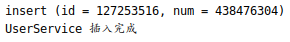 insert (id = 127253516, num = 438476304)
UserService 插入完成